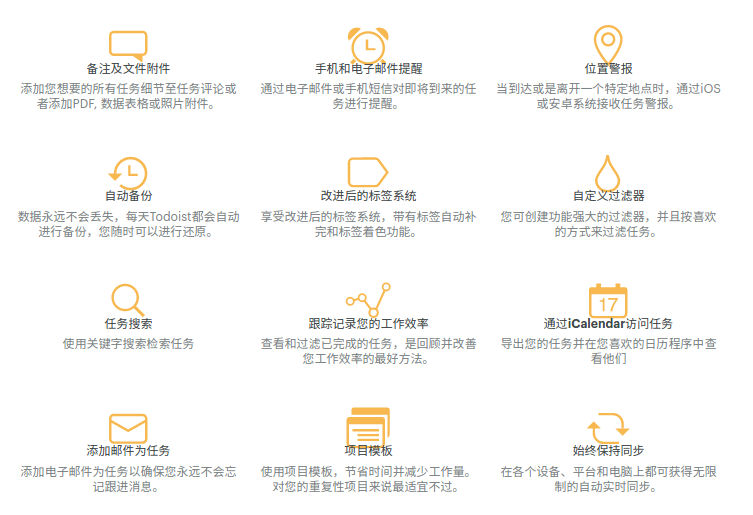 备注及文件附件
添加您想要的所有任务细节至任务评论或
者添加PDF, 数据表格或照片附件。
手机和电子邮件提醒
通过电子邮件或手机短信对即将到来的任
务进行提醒。
位置警报
当到达或是离开一个特定地点时，通过iOS
或安卓系统接收任务警报。
自动备份
数据永远不会丢失，每天Todoist都会自动
进行备份，您随时可以进行还原。
改进后的标签系统
享受改进后的标签系统，带有标签自动补
完和标签着色功能。
自定义过滤器
您可创建功能强大的过滤器，并且按喜欢
的方式来过滤任务。
任务搜索
使用关键字搜索检索任务
跟踪记录您的工作效率
查看和过滤已完成的任务，是回顾并改善
您工作效率的最好方法。
17
通过iCalendar访问任务
导出您的任务并在您喜欢的日历程序中查
看他们
添加邮件为任务
添加电子邮件为任务以确保您永远不会忘
记跟进消息。
项目模板
使用项目模板，节省时间并减少工作量。
对您的重复性项目来说最适宜不过。
始终保持同步
在各个设备、平台和电脑上都可获得无限
制的自动实时同步。